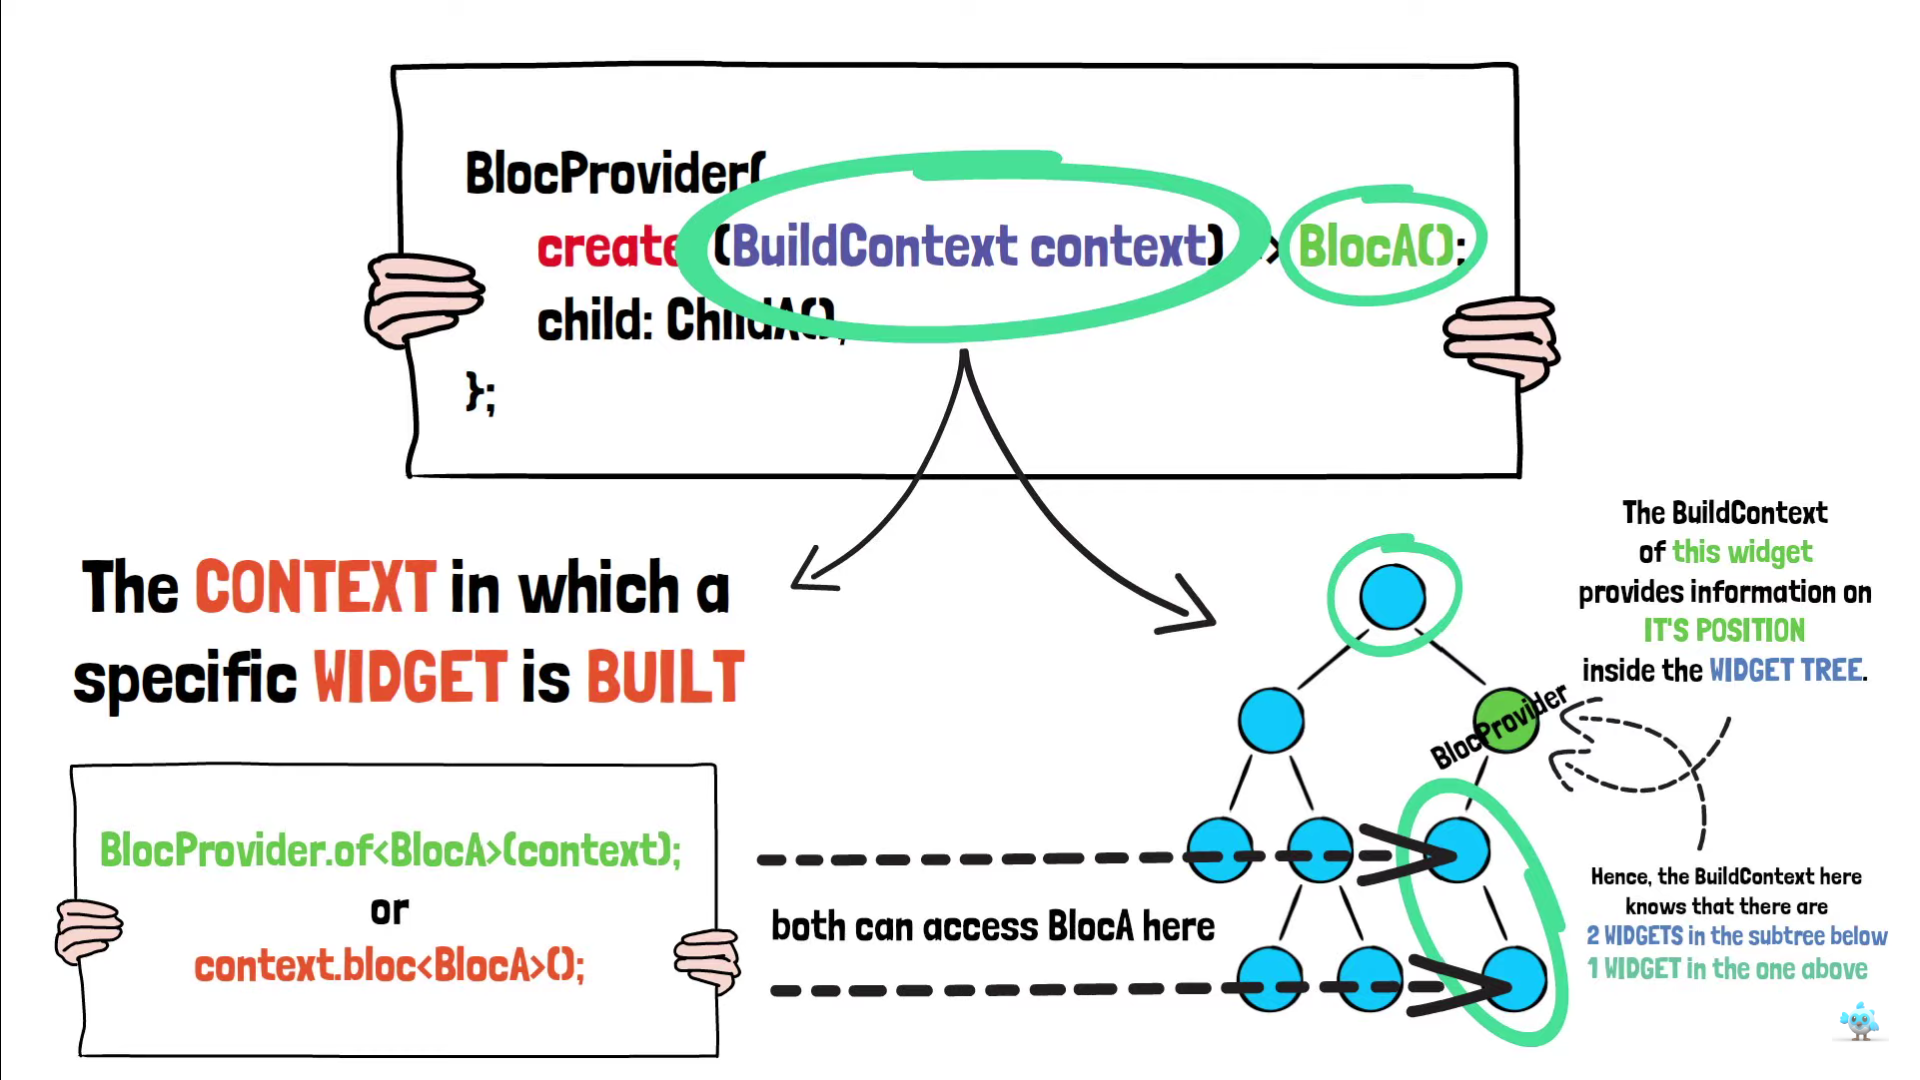 BlocProvider(
create (BuildContext context) > BlocA();
child: ChildA(),
};
The CONTEXT in which a
specific WIDGET is BUILT
BlocProvider.of<BlocA>(context);
or
context.bloc<BlocA>();
both can access BlocA here
BlocProvider
The BuildContext
of this widget
provides information on
IT'S POSITION
inside the WIDGET TREE.
Hence, the BuildContext here
knows that there are
2 WIDGETS in the subtree below
1 WIDGET in the one above